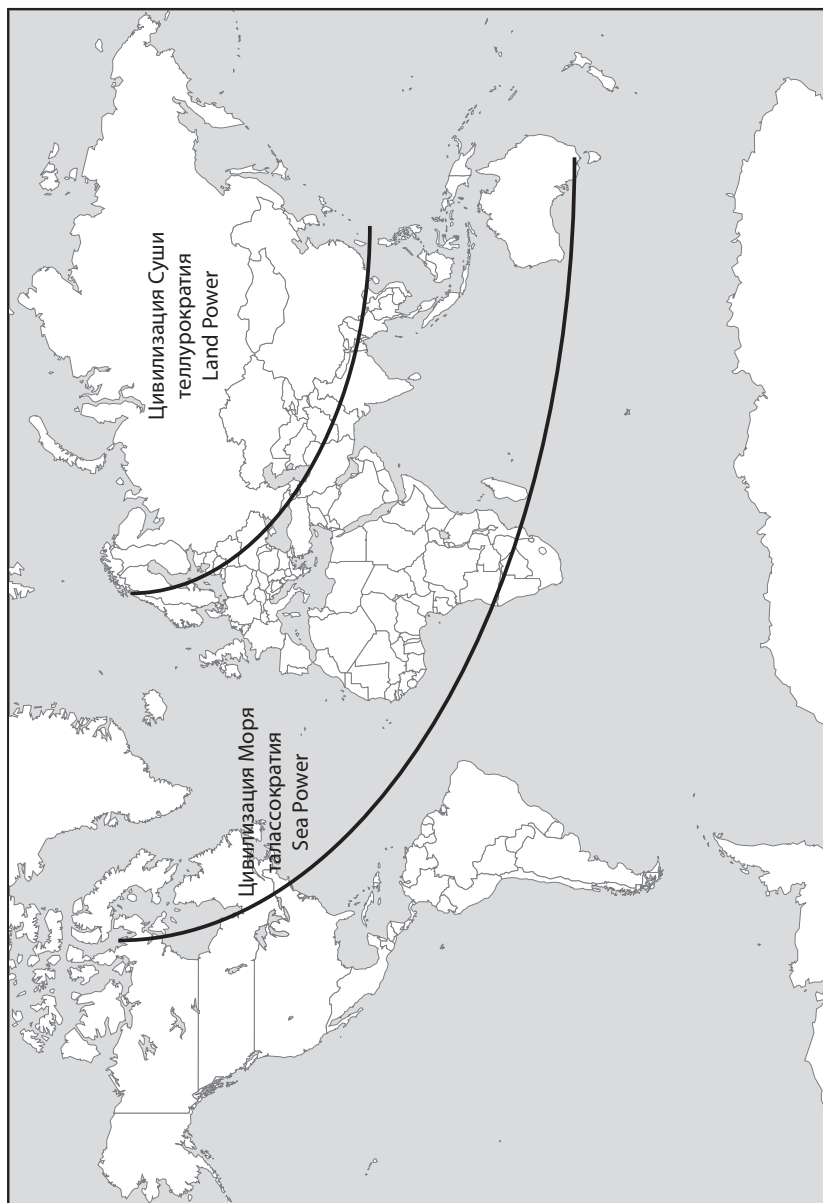 Цивилизация Суши
теллурократия
Land Power
Цивилизация Моря
талассократия
Sea Power